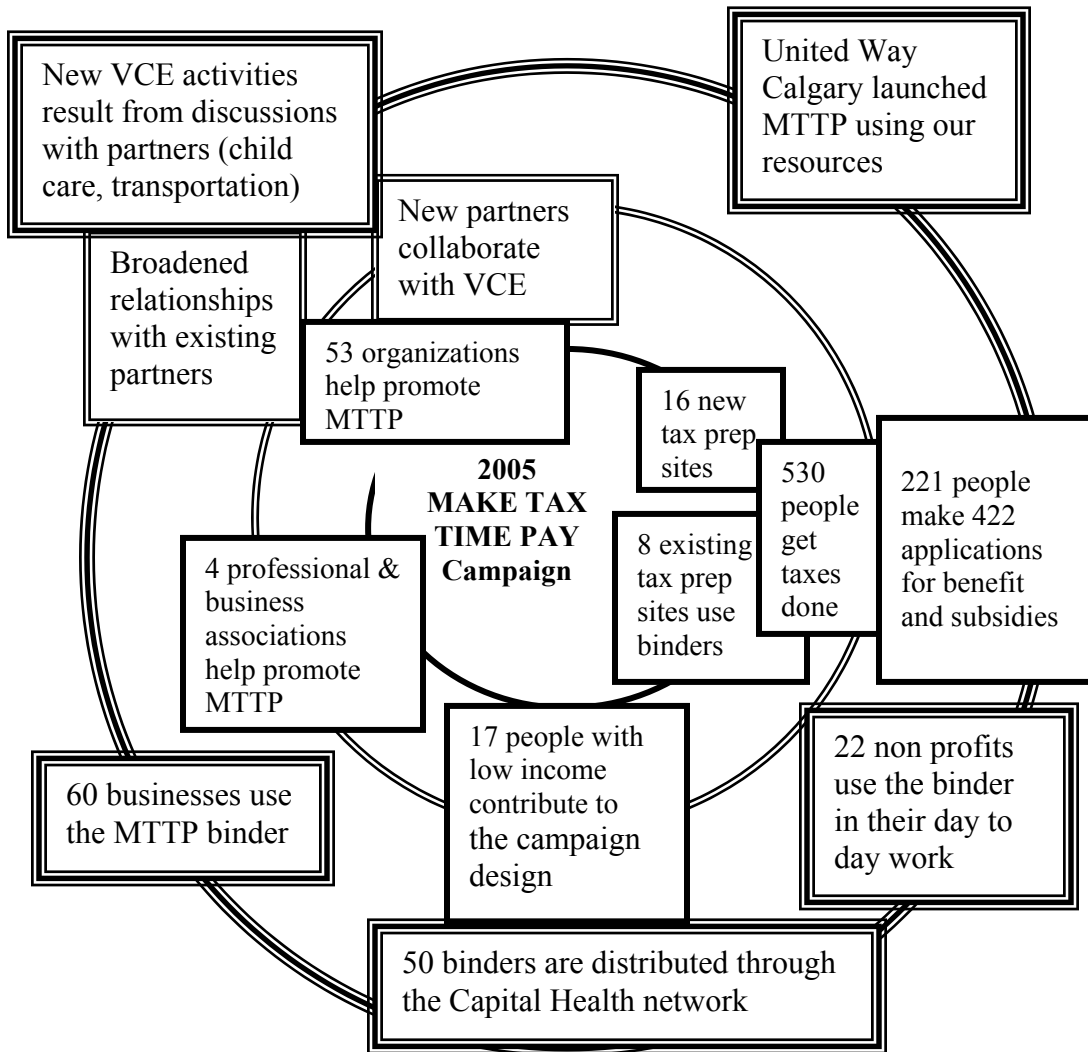 New VCE activities
result from discussions
with partners (child
care, transportation)
United Way
Calgary launched
MTTP using our
resources
New partners
collaborate
with VCE
Broadened
relationships
with existing
partners
53 organizations
help promote
MTTP
16 new
tax prep
sites
2005
MAKE TAX
TIME PAY
Campaign
530
people
get
taxes
done
221 people
make 422
applications
for benefit
and subsidies
8 existing
tax prep
sites use
binders
4 professional &
business
associations
help promote
MTTP
17 people with
low income
contribute to
the campaign
design
22 non profits
use the binder
in their day to
day work
60 businesses use
the MTTP binder
50 binders are distributed through
the Capital Health network